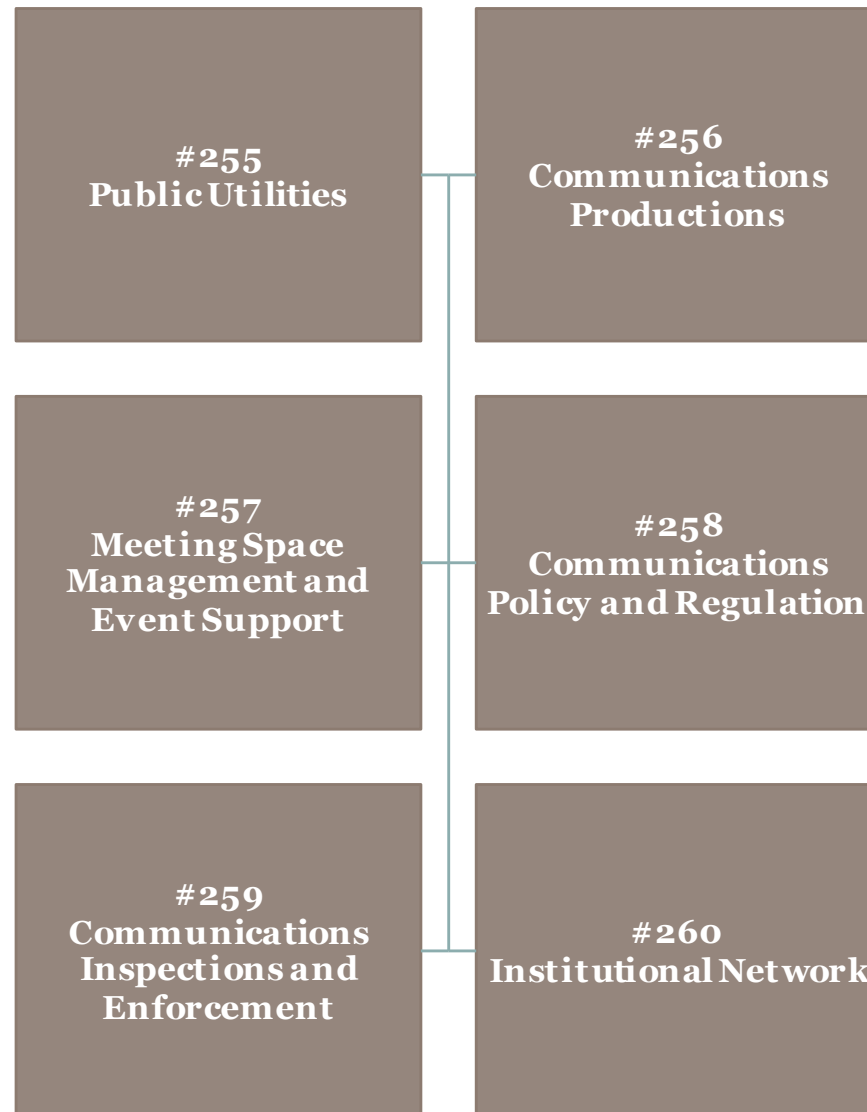 #255
Public Utilities
#256
Communications
Productions
#257
Meeting Space
Management and
Event Support
#258
Communications
Policy and Regulation
#259
Communications
Inspections and
Enforcement
#260
Institutional Network